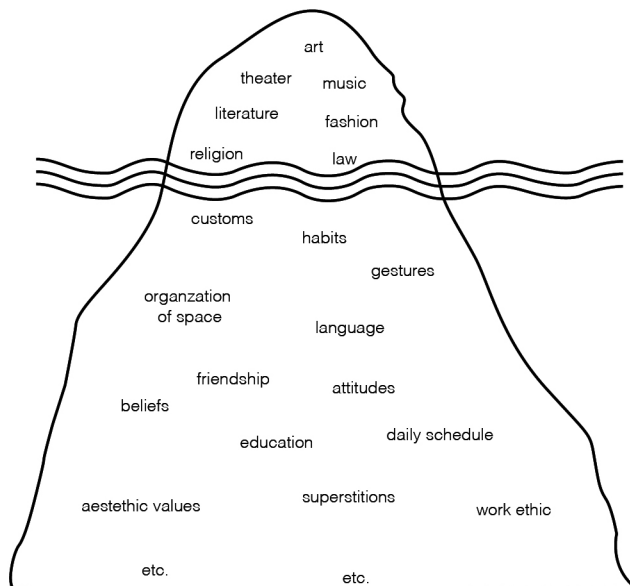 art
theater
music
literature
fashion
religion
law
customs
habits
gestures
organzation
of space
language
friendship
attitudes
beliefs
daily schedule
education
superstitions
aestethic values
work ethic
etc.
etc.